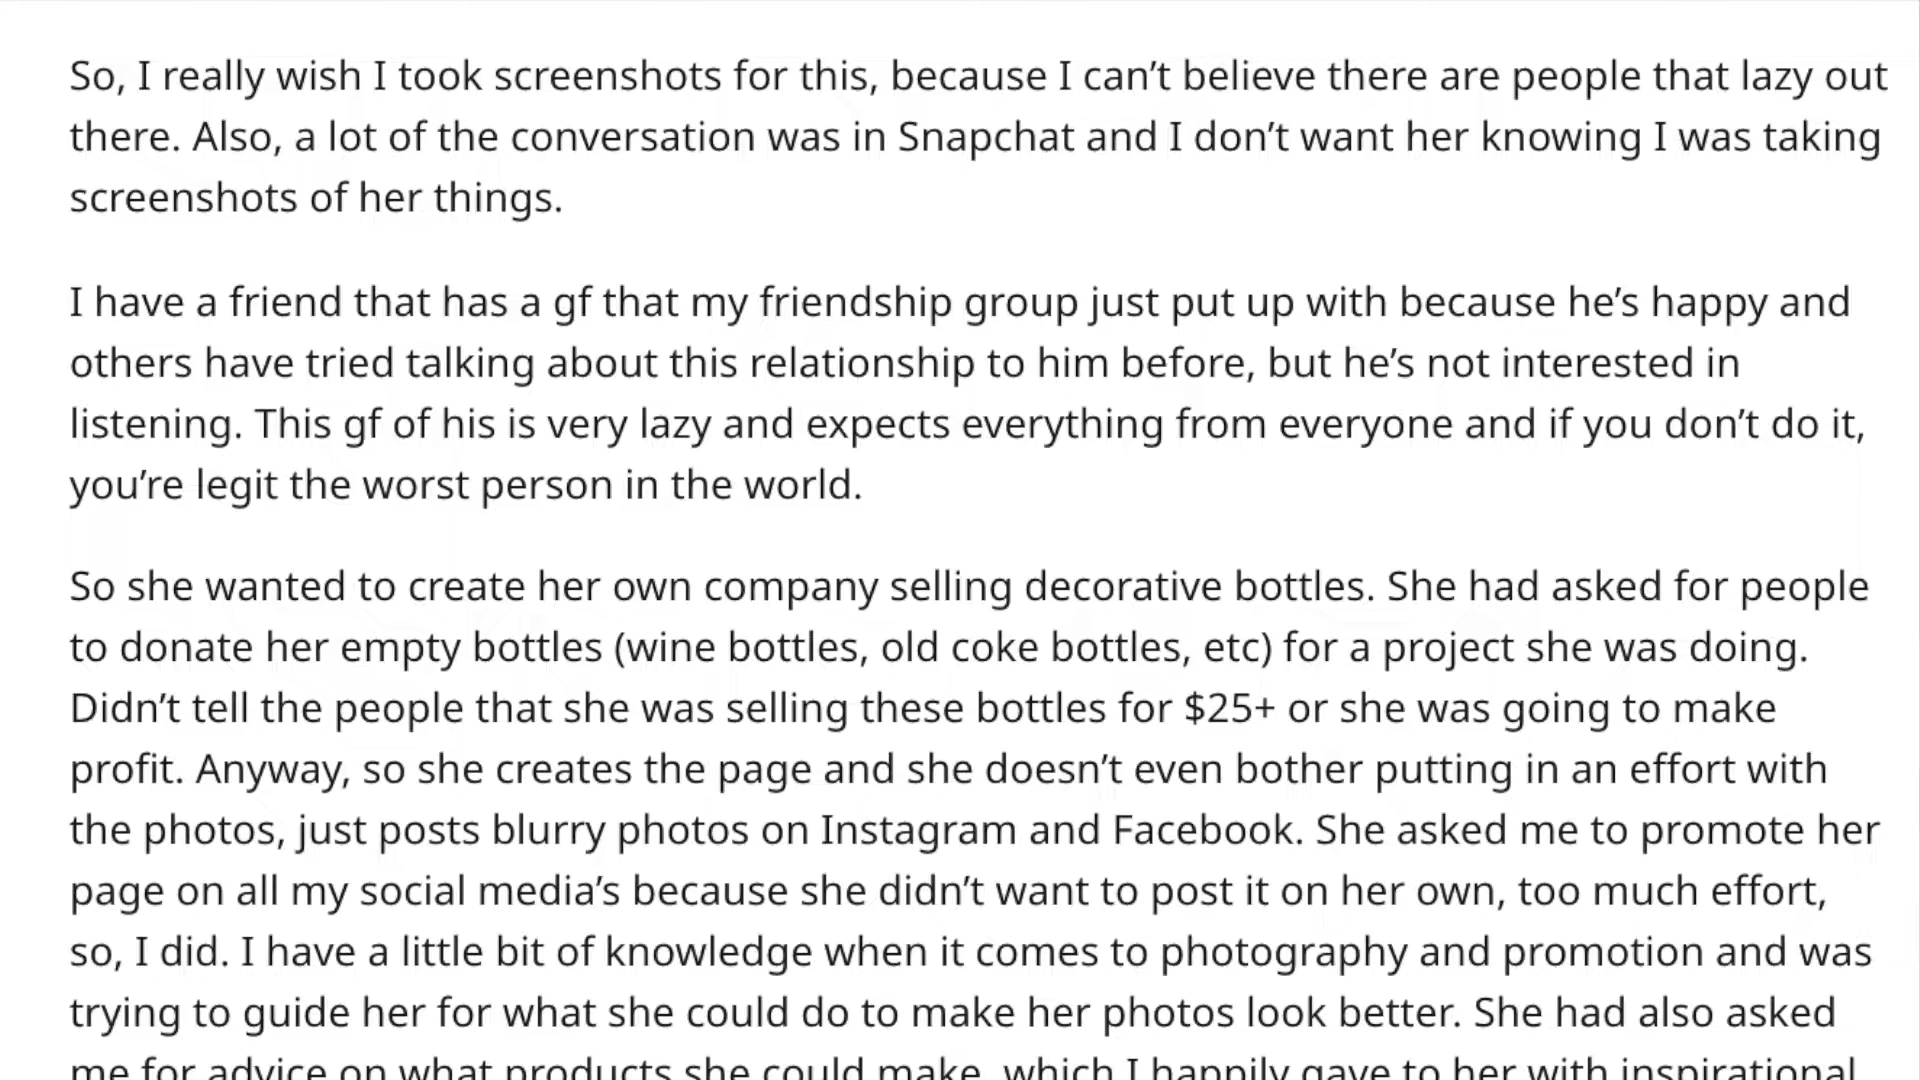 So, I really wish I took screenshots for this, because I can’t believe there are people that lazy out
there. Also, a lot of the conversation was in Snapchat and I don’t want her knowing I was taking
screenshots of her things.
I have a friend that has a gf that my friendship group just put up with because he’s happy and
others have tried talking about this relationship to him before, but he’s not interested in
listening. This gf of his is very lazy and expects everything from everyone and if you don’t do it,
you’re legit the worst person in the world.
So she wanted to create her own company selling decorative bottles. She had asked for people
to donate her empty bottles (wine bottles, old coke bottles, etc) for a project she was doing.
Didn’t tell the people that she was selling these bottles for $25+ or she was going to make
profit. Anyway, so she creates the page and she doesn’t even bother putting in an effort with
the photos, just posts blurry photos on Instagram and Facebook. She asked me to promote her
page on all my social media’s because she didn’t want to post it on her own, too much effort,
so, I did. I have a little bit of knowledge when it comes to photography and promotion and was
trying to guide her for what she could do to make her photos look better. She had also asked
me for advice on what products she could make, which I happily gave to her with inspirational